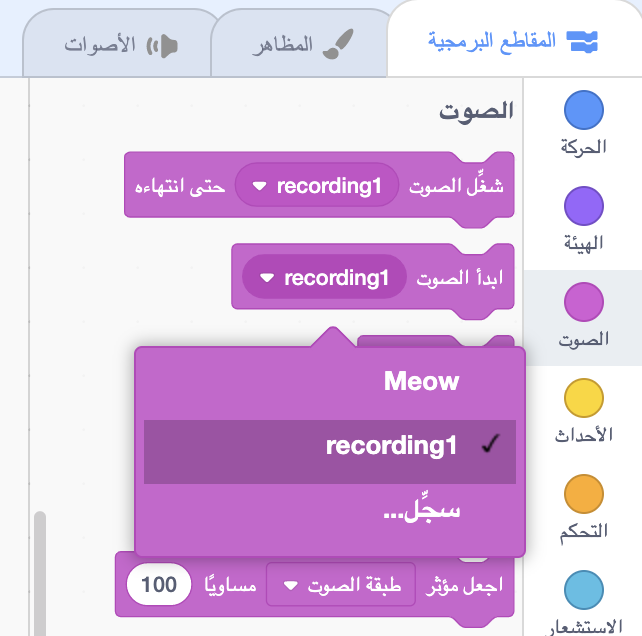 المقاطع البرمجية
المظاهر
الأصوات
الحركة
الهيئة
الصوت
الأحداث
التحكم
الاستشعار
الصوت
شغِّل الصوت recording1 حتى انتهاءه
ابدأ الصوت recording1
Meow
recording1
سجِّل...
اجعل مؤثر طبقة الصوت مساويًا 100